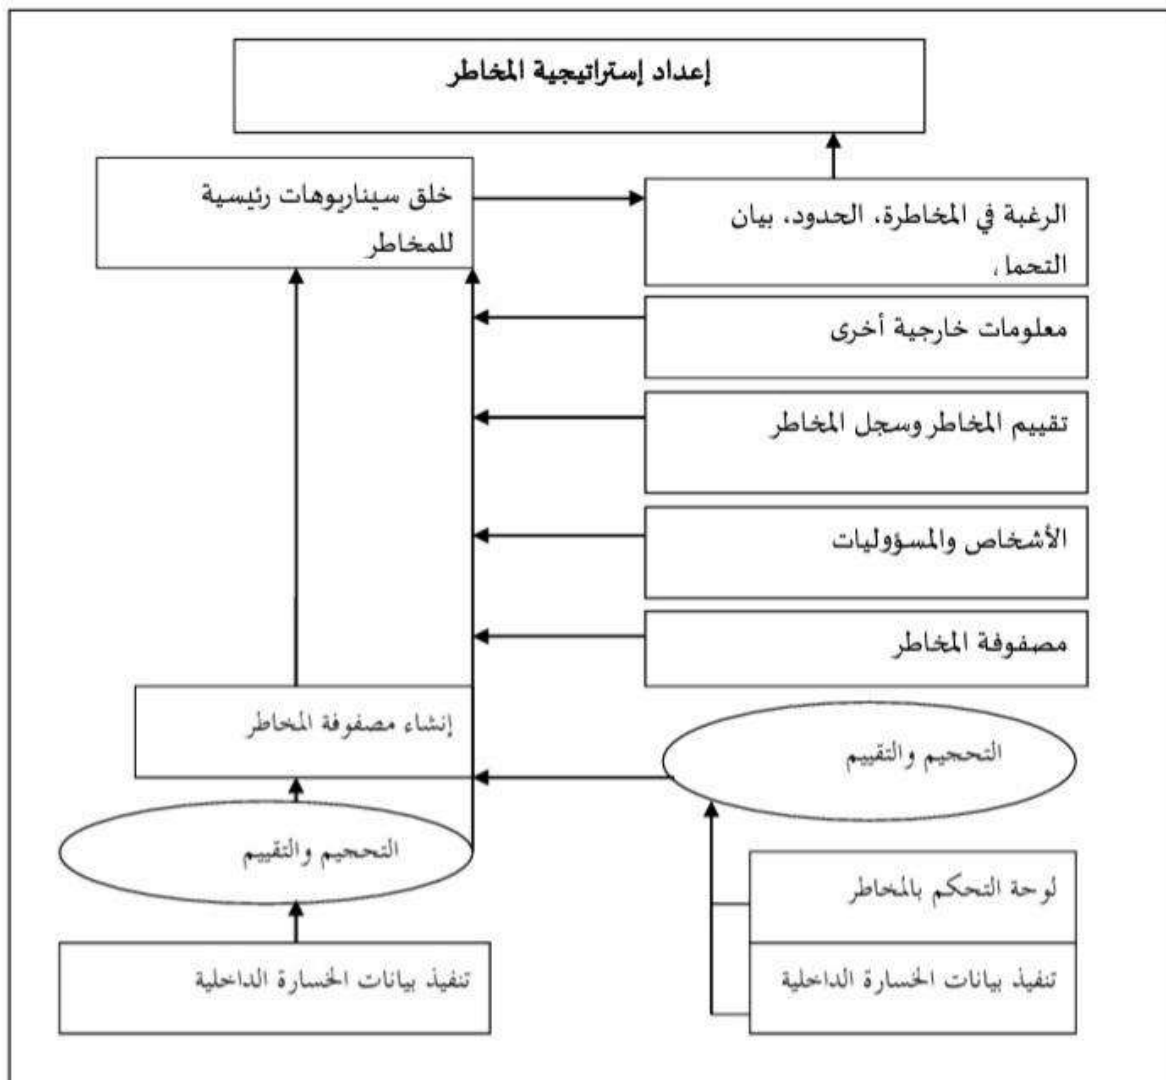 إعداد إستراتيجية المخاطر
خلق سيناريوهات رئيسية
للمخاطر
الرغبة في المخاطرة، الحدود، بيان
التحمل
معلومات خارجية أخرى
تقييم المخاطر وسجل المخاطر
الأشخاص والمسؤوليات
مصفوفة المخاطر
إنشاء مصفوفة المخاطر
التحجيم والتقييم
التحجيم والتقييم
لوحة التحكم بالمخاطر
تنفيذ بيانات الخسارة الداخلية
تنفيذ بيانات الخسارة الداخلية